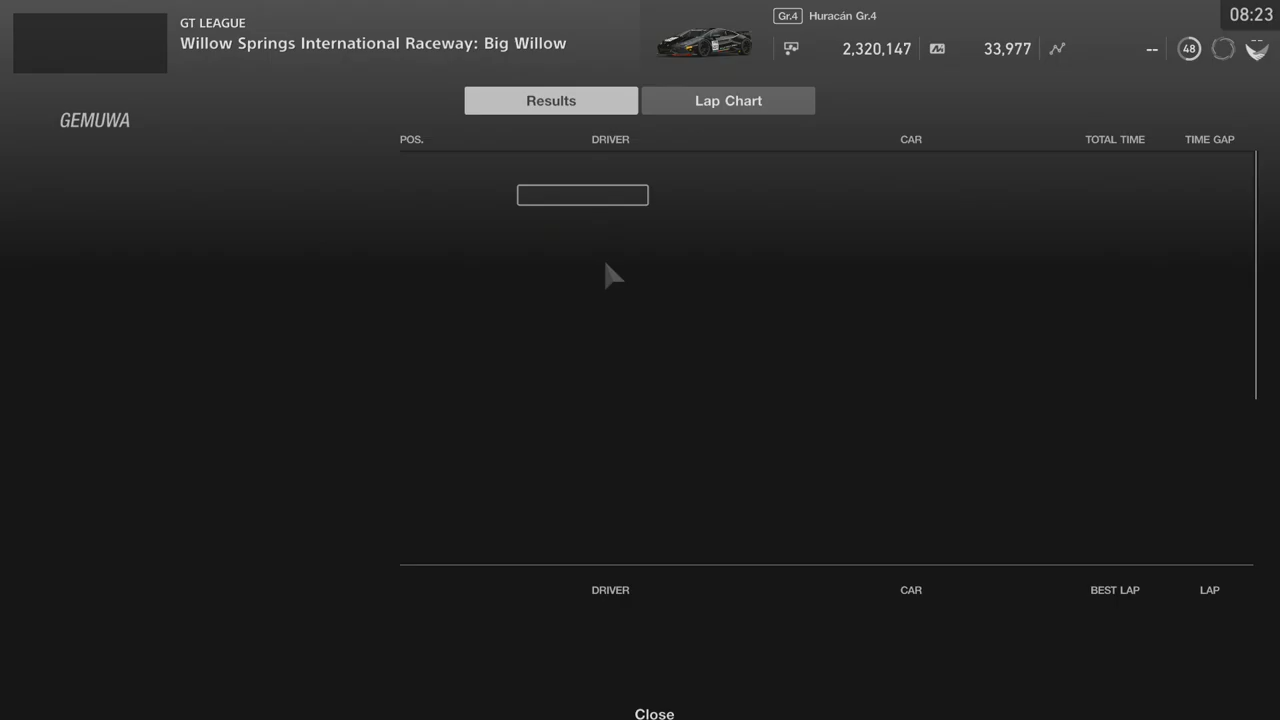 GT LEAGUE
Willow Springs International Raceway: Big Willow
Gr.4 Huracán Gr.4
2,320,147 33,977 -- 48 --
08:23
Results Lap Chart
GEMUWA
POS. DRIVER CAR TOTAL TIME TIME GAP
DRIVER CAR BEST LAP LAP
Close